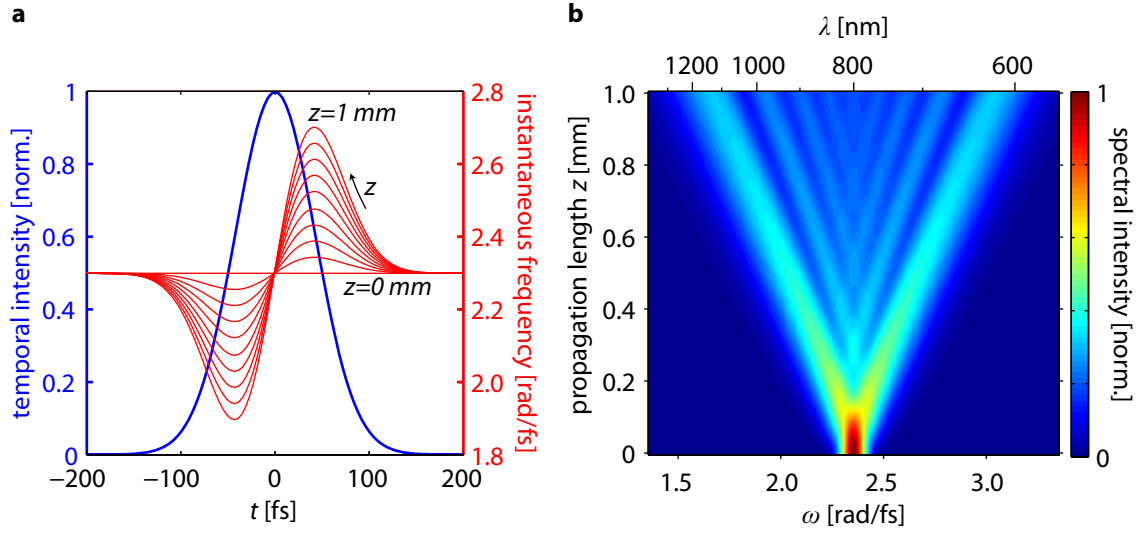 a
temporal intensity [norm.]
1
0.8
0.6
0.4
0.2
0
−200
−100
0
100
200
t [fs]
z=1 mm
z
z=0 mm
2.8
2.6
2.4
2.2
2.0
1.8
instantaneous frequency [rad/fs]
b
λ [nm]
1200
1000
800
600
propagation length z [mm]
1.0
0.8
0.6
0.4
0.2
0
1.5
2.0
2.5
3.0
ω [rad/fs]
1
0
spectral intensity [norm.]